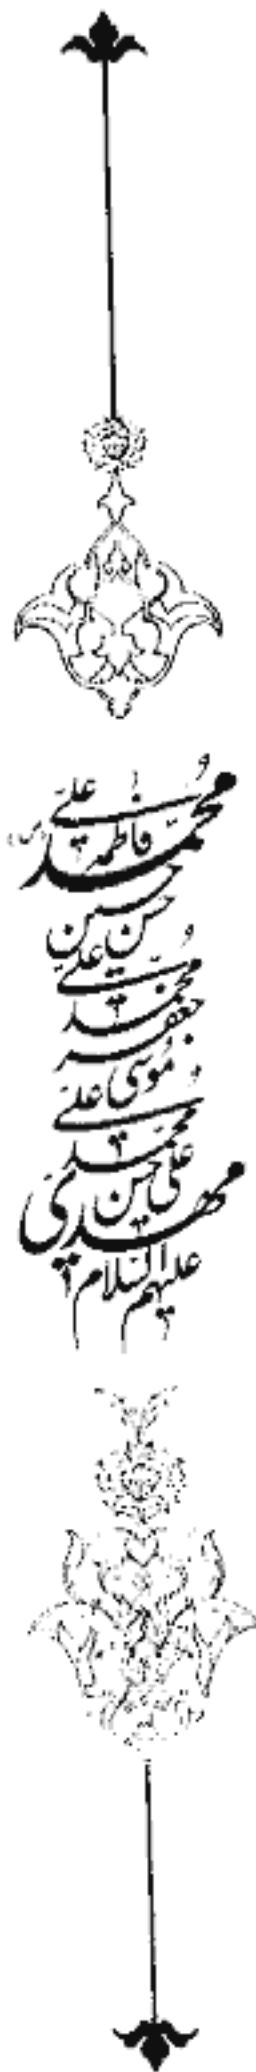 محمد (ص) علی
فاطمه
حسن حسین
علی
محمد
جعفر
موسی علی
محمد
علی حسن
مهدی
علیهم السلام